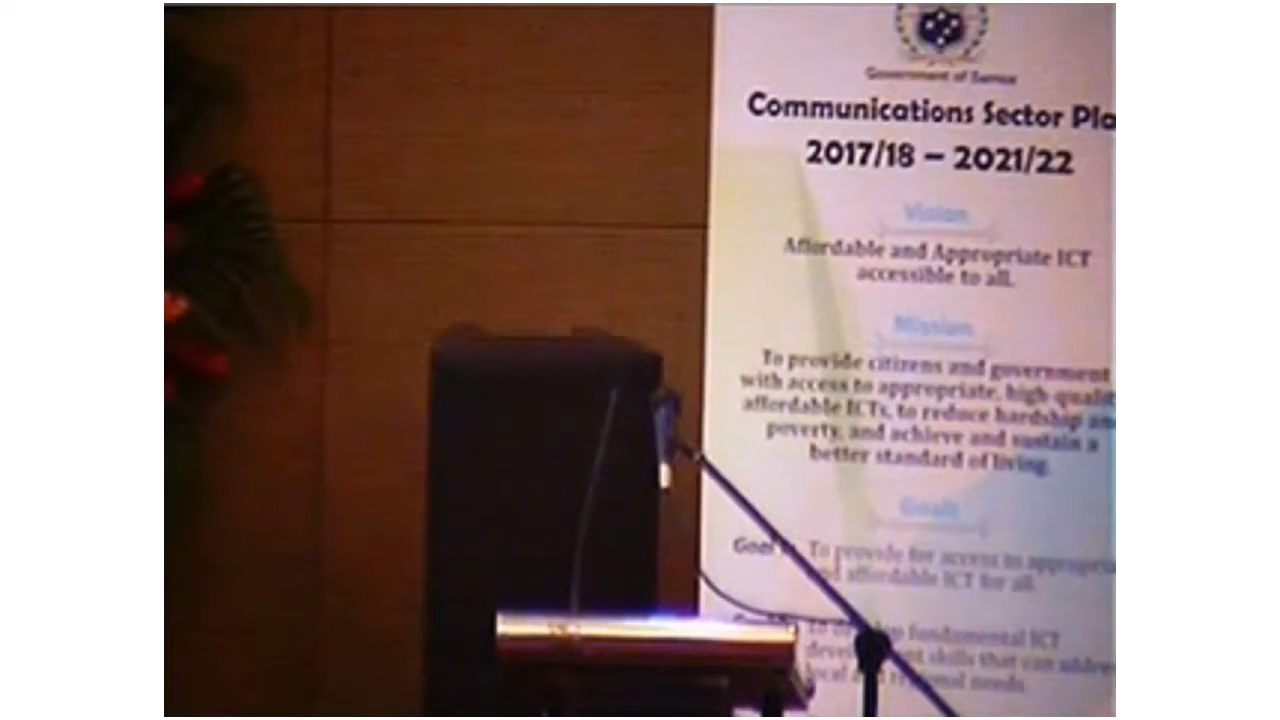 Government of Samoa
Communications Sector Pla
2017/18 – 2021/22
Vision
Affordable and Appropriate ICT
accessible to all.
Mission
To provide citizens and government
with access to appropriate, high-qualit
affordable ICTs, to reduce hardship an
poverty, and achieve and sustain a
better standard of living.
Goals
Goal To provide for access to appropria
and affordable ICT for all.
fundamental ICT
skills that can addre
local needs.